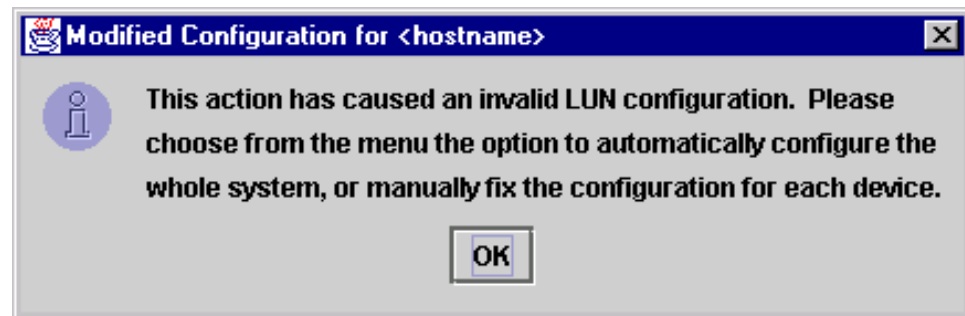 Modified Configuration for <hostname>
This action has caused an invalid LUN configuration.  Please
choose from the menu the option to automatically configure the
whole system, or manually fix the configuration for each device.
OK